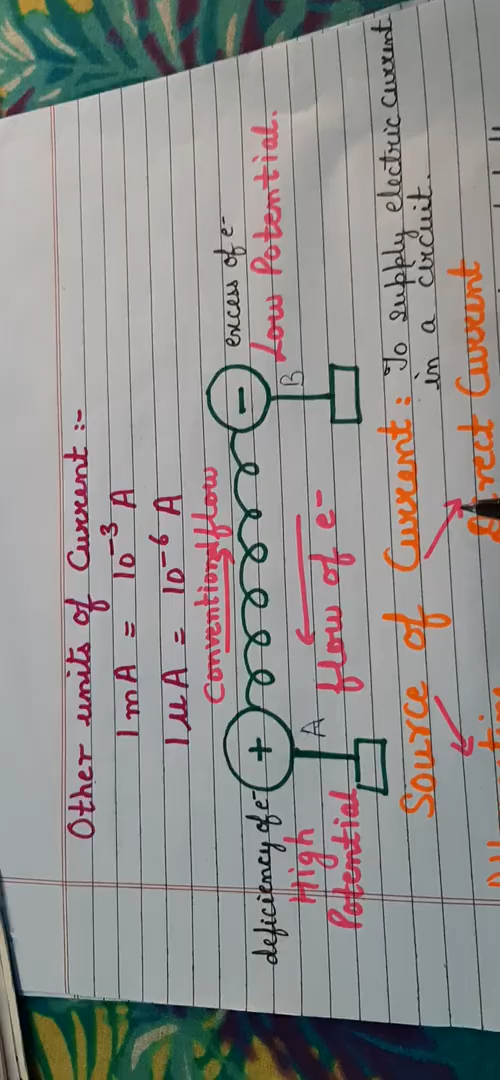 Other units of Current :-
1 mA = 10⁻³ A
1 μA = 10⁻⁶ A
Conventional flow
deficiency of e-
+
-
excess of e-
High
Potential
A
flow of e-
B
Low Potential.
Source of Current : To supply electric current
in a circuit.
Current